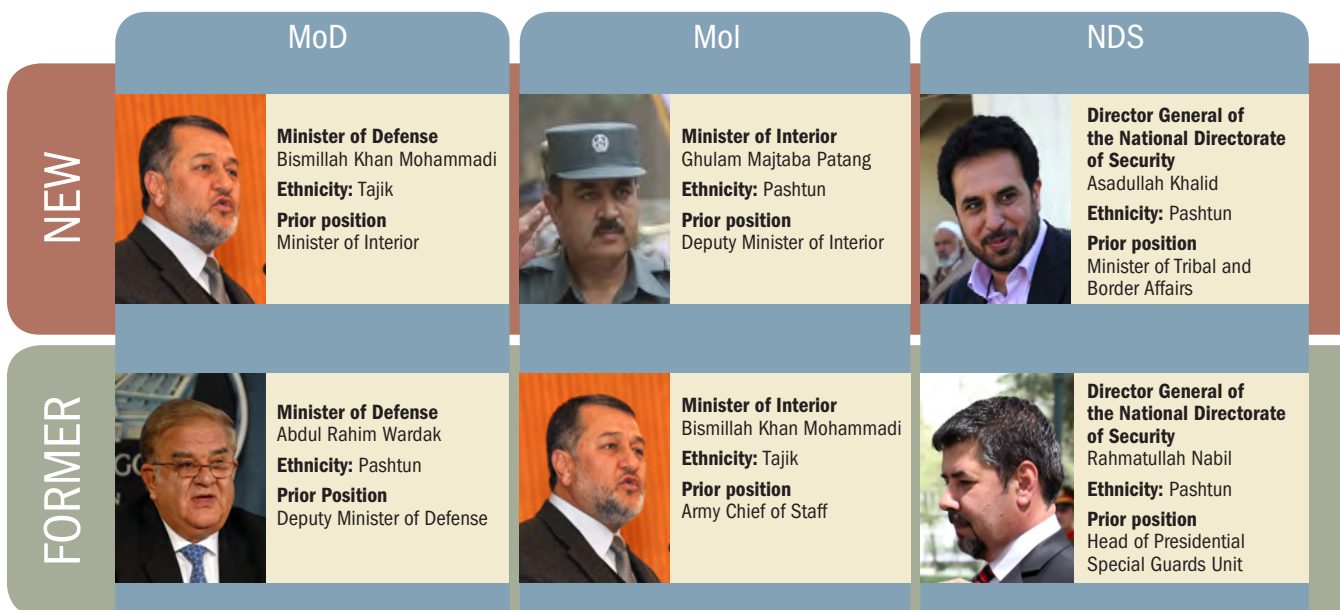 MoD
MoI
NDS
NEW
Minister of Defense
Bismillah Khan Mohammadi
Ethnicity: Tajik
Prior position
Minister of Interior
Minister of Interior
Ghulam Majtaba Patang
Ethnicity: Pashtun
Prior position
Deputy Minister of Interior
Director General of
the National Directorate
of Security
Asadullah Khalid
Ethnicity: Pashtun
Prior position
Minister of Tribal and
Border Affairs
FORMER
Minister of Defense
Abdul Rahim Wardak
Ethnicity: Pashtun
Prior Position
Deputy Minister of Defense
Minister of Interior
Bismillah Khan Mohammadi
Ethnicity: Tajik
Prior position
Army Chief of Staff
Director General of
the National Directorate
of Security
Rahmatullah Nabil
Ethnicity: Pashtun
Prior position
Head of Presidential
Special Guards Unit